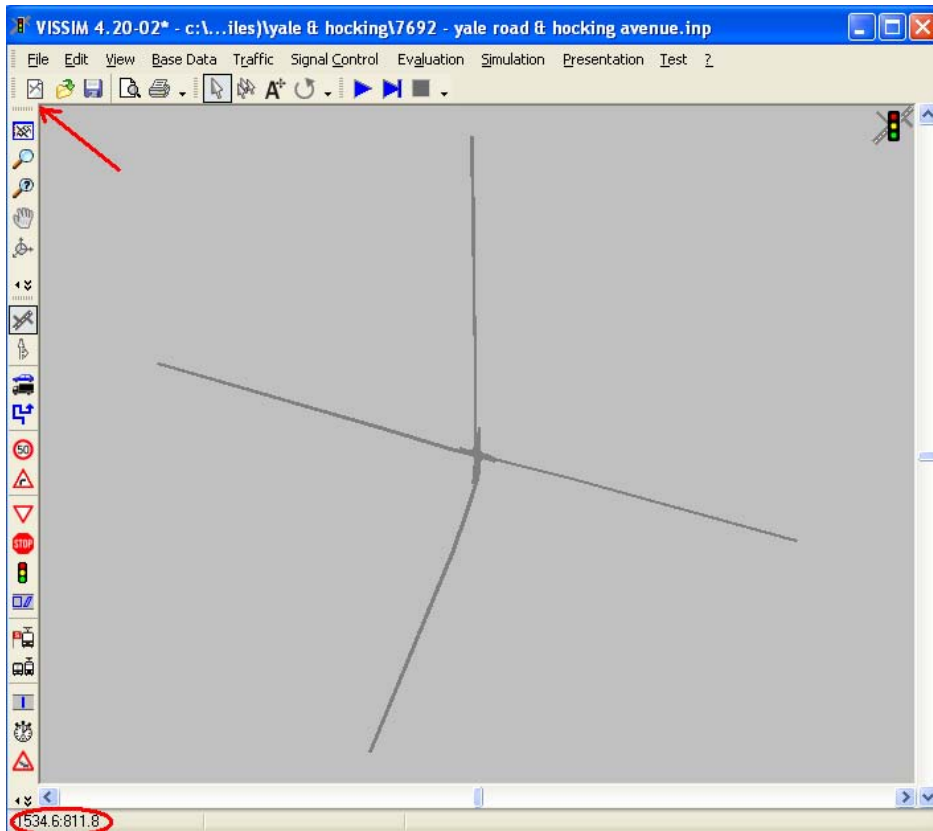 VISSIM 4.20-02* - c:\...iles)\yale & hocking\7692 - yale road & hocking avenue.inp
File Edit View Base Data Traffic Signal Control Evaluation Simulation Presentation Test ?
A
50
STOP
-1534.6:811.8